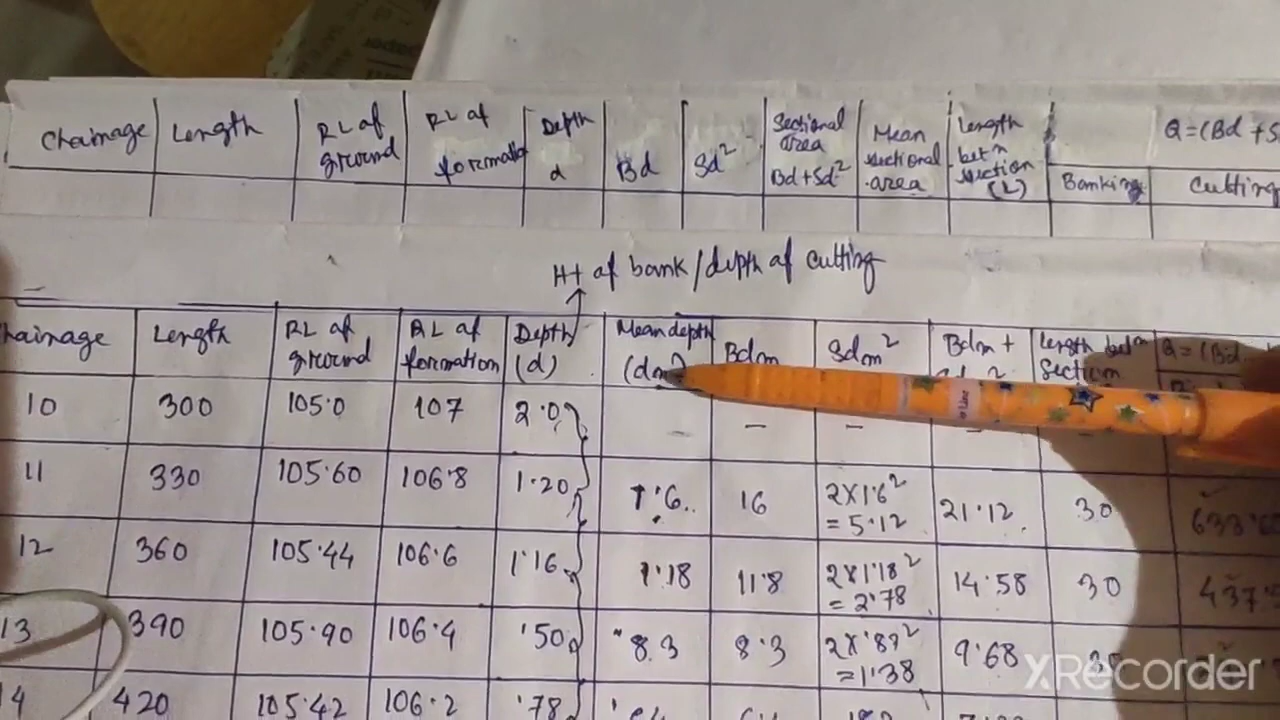 Chainage Length RL of ground RL of formation Depth d Bd Sd² Sectional area Bd+Sd² Mean sectional area Length betn section (L) Q=(Bd+S
Banking Cutting
Ht of bank/depth of cutting
hainage Length RL of ground RL of formation Depth (d) Mean depth (dm) Bdm Sdm² Bdm + Length betn Section Q=(Bd
10 300 105.0 107 2.0 - - -
11 330 105.60 106.8 1.20 1.6 16 2×1.6² = 5.12 21.12 30
12 360 105.44 106.6 1.16 1.18 11.8 2×1.18² = 2.78 14.58 30 437.
13 390 105.90 106.4 .50 8.3 8.3 2×.83² =1.38 9.68 30
4 420 105.42 106.2 .78
XRecorder